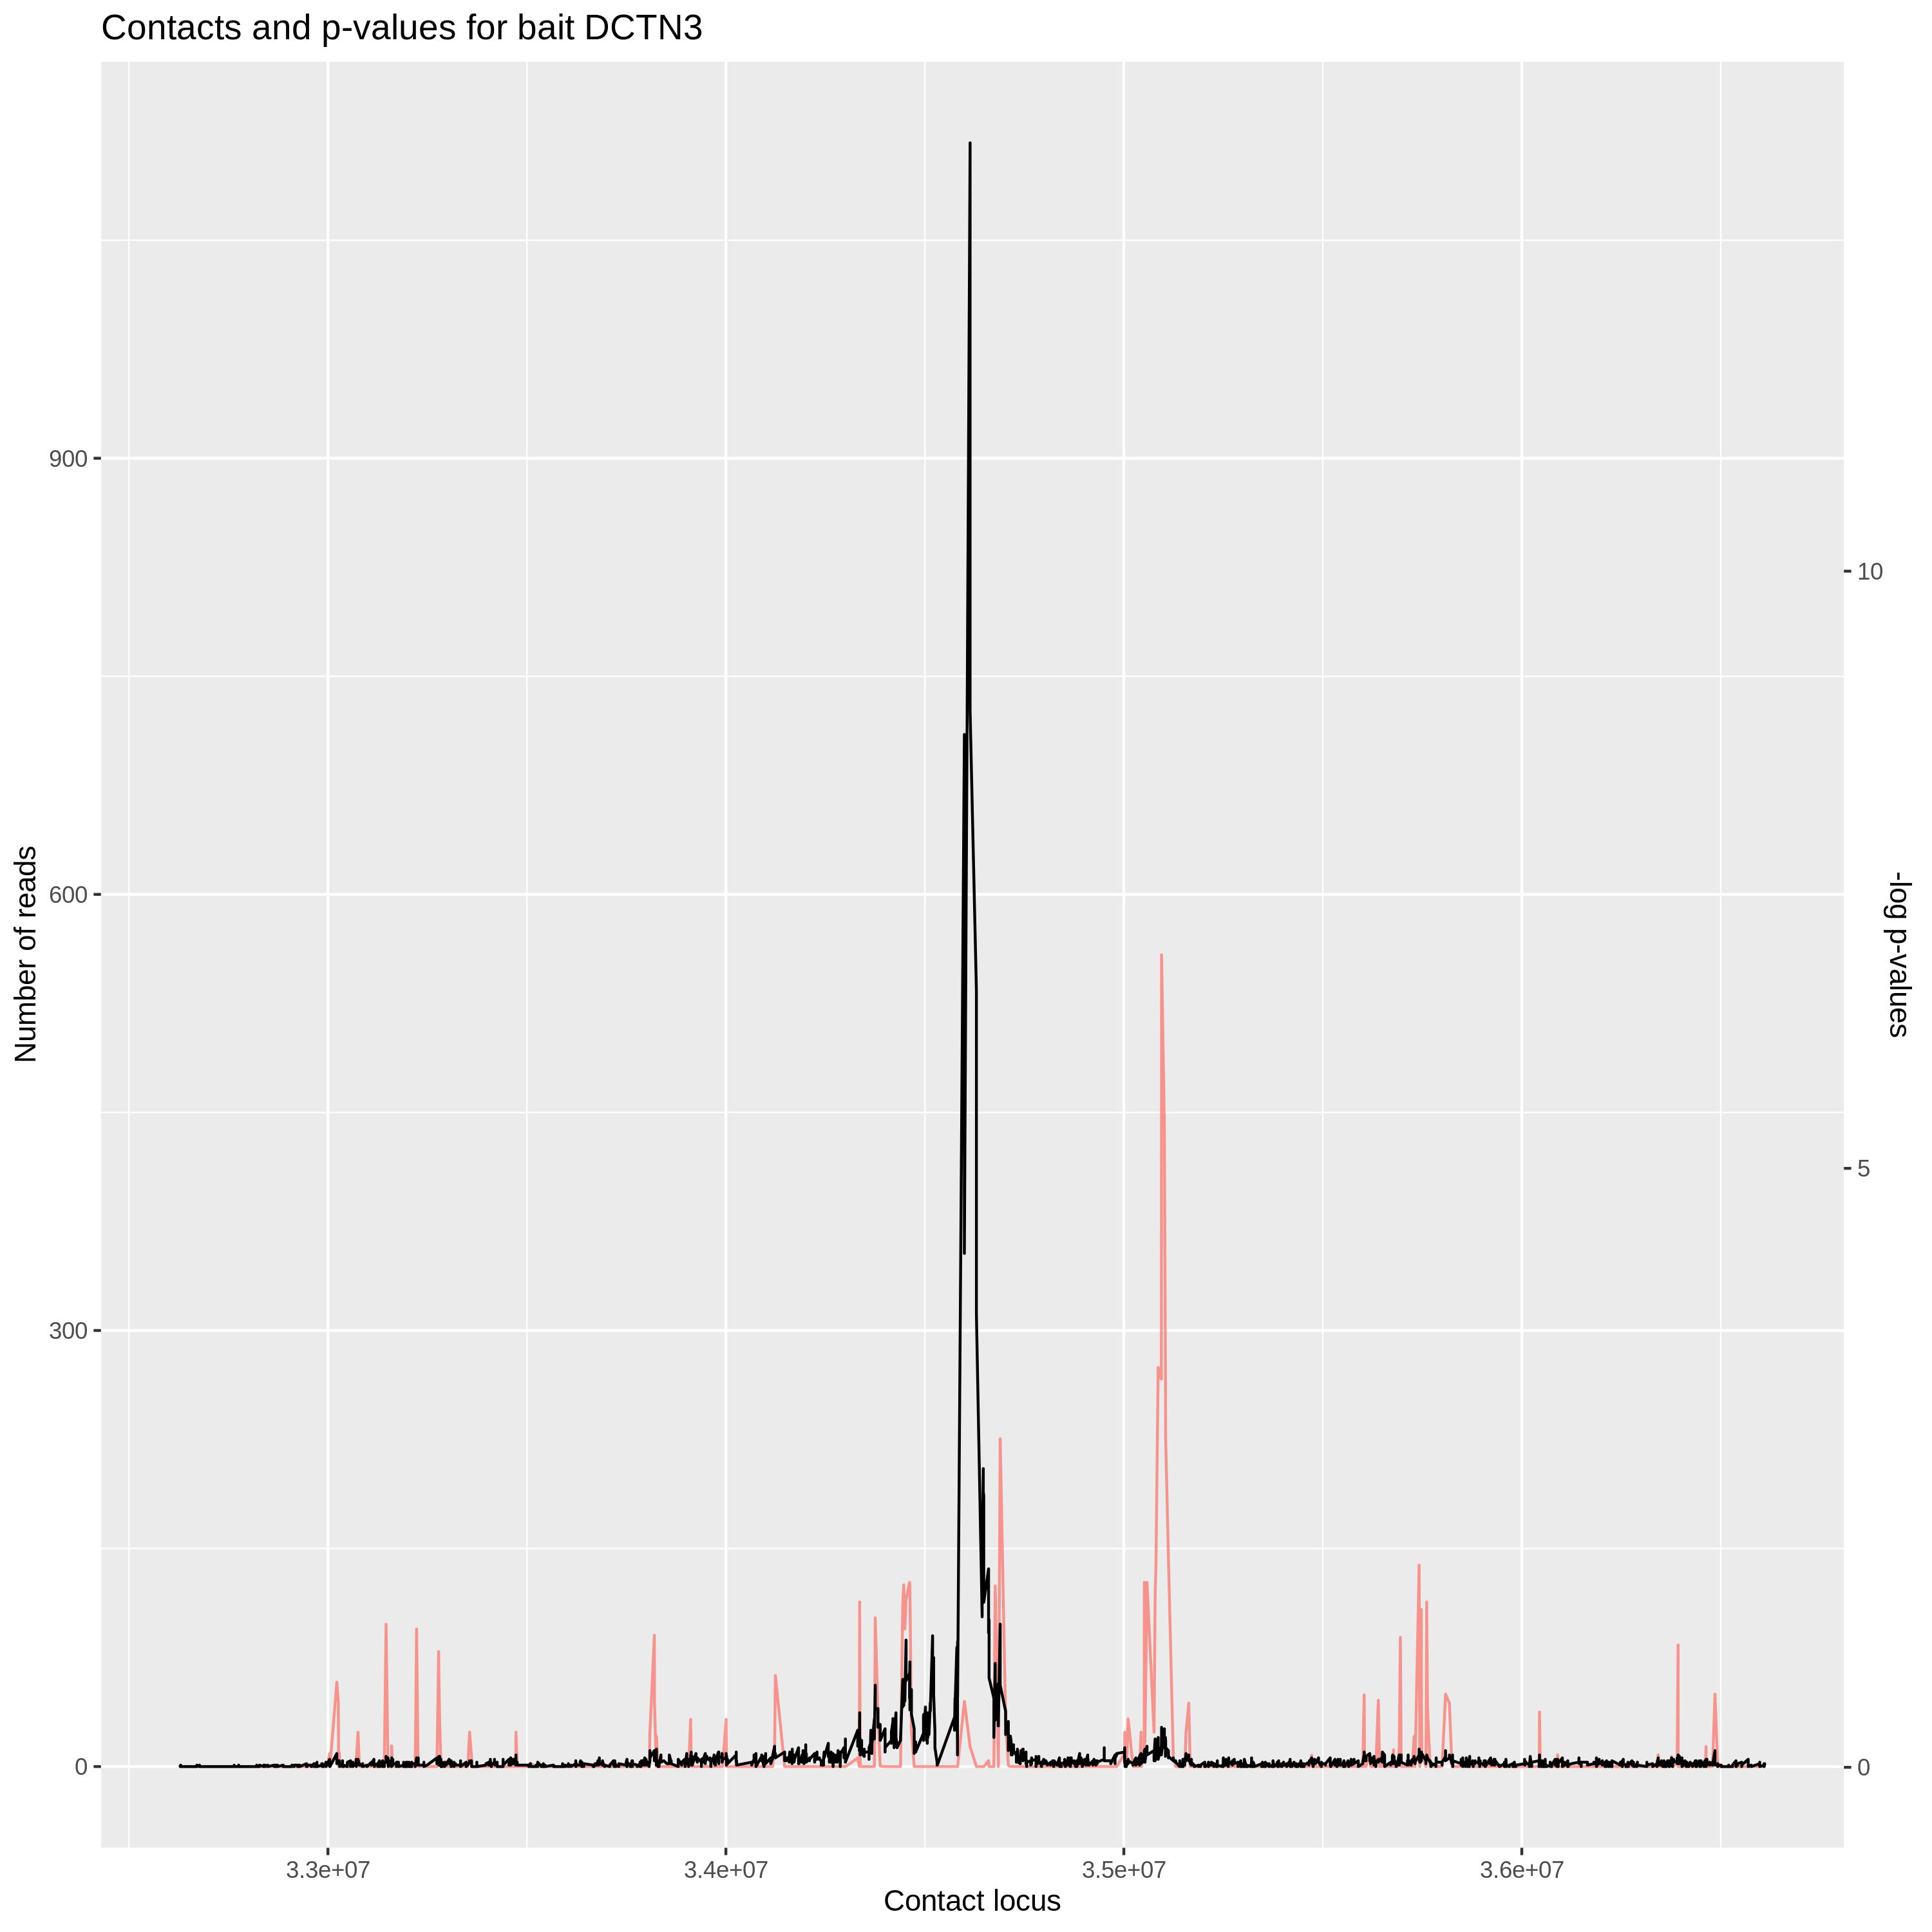 Contacts and p-values for bait DCTN3
Number of reads
900
600
300
0
10
5
0
-log p-values
3.3e+07
3.4e+07
3.5e+07
3.6e+07
Contact locus